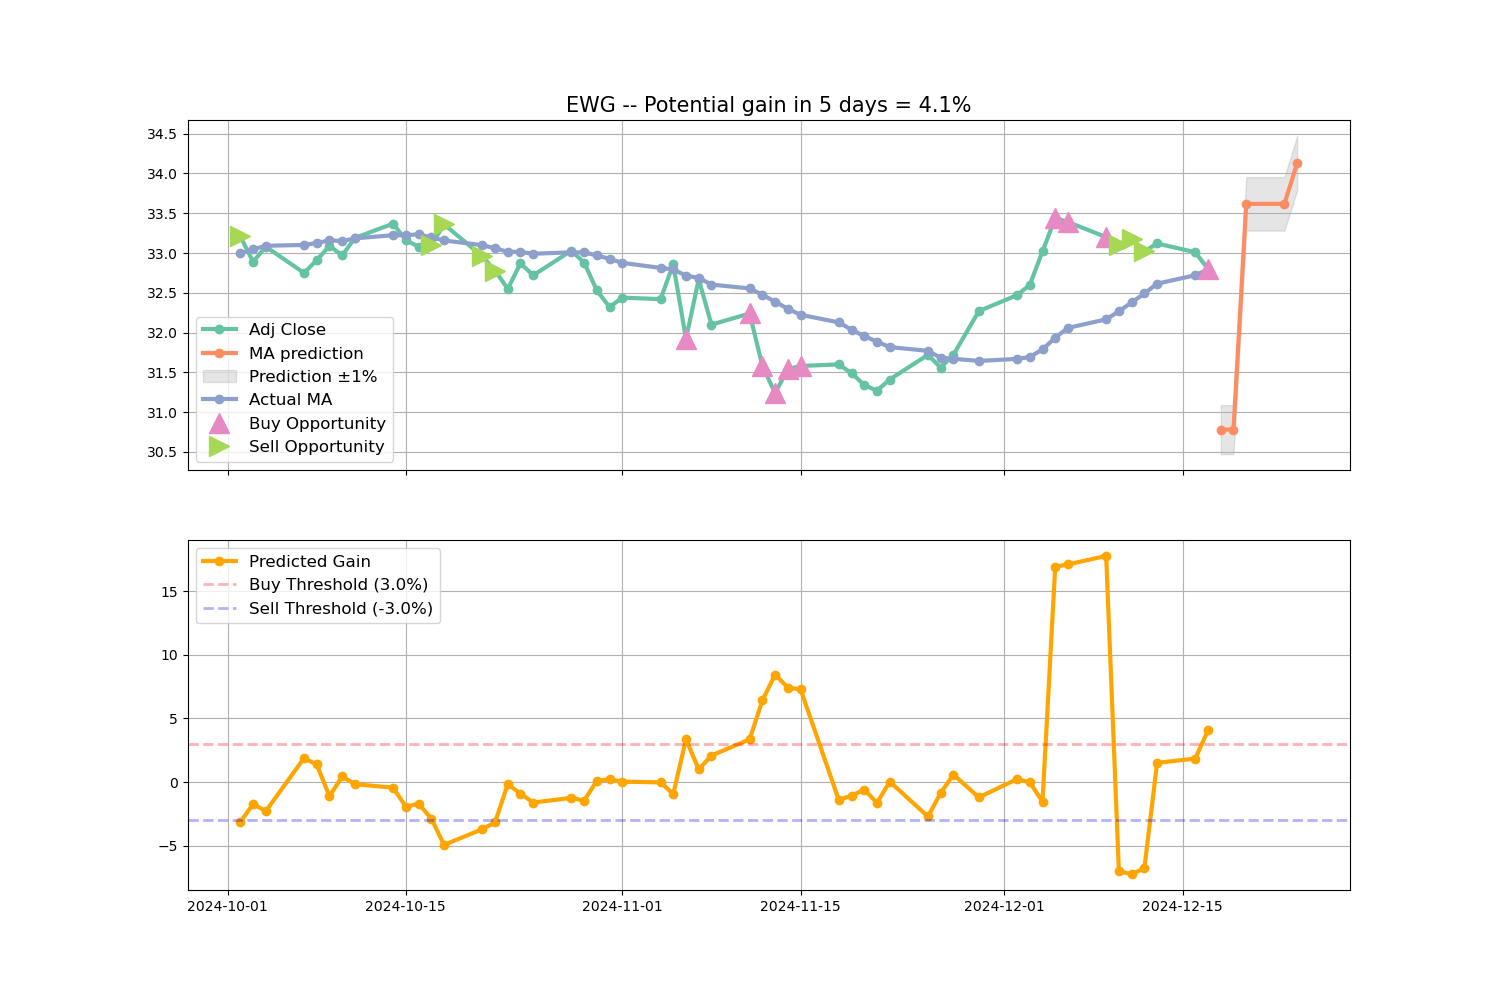 EWG -- Potential gain in 5 days = 4.1%
34.5
34.0
33.5
33.0
32.5
32.0
31.5
31.0
30.5
Adj Close
MA prediction
Prediction ±1%
Actual MA
Buy Opportunity
Sell Opportunity
Predicted Gain
Buy Threshold (3.0%)
Sell Threshold (-3.0%)
15
10
5
0
−5
2024-10-01
2024-10-15
2024-11-01
2024-11-15
2024-12-01
2024-12-15